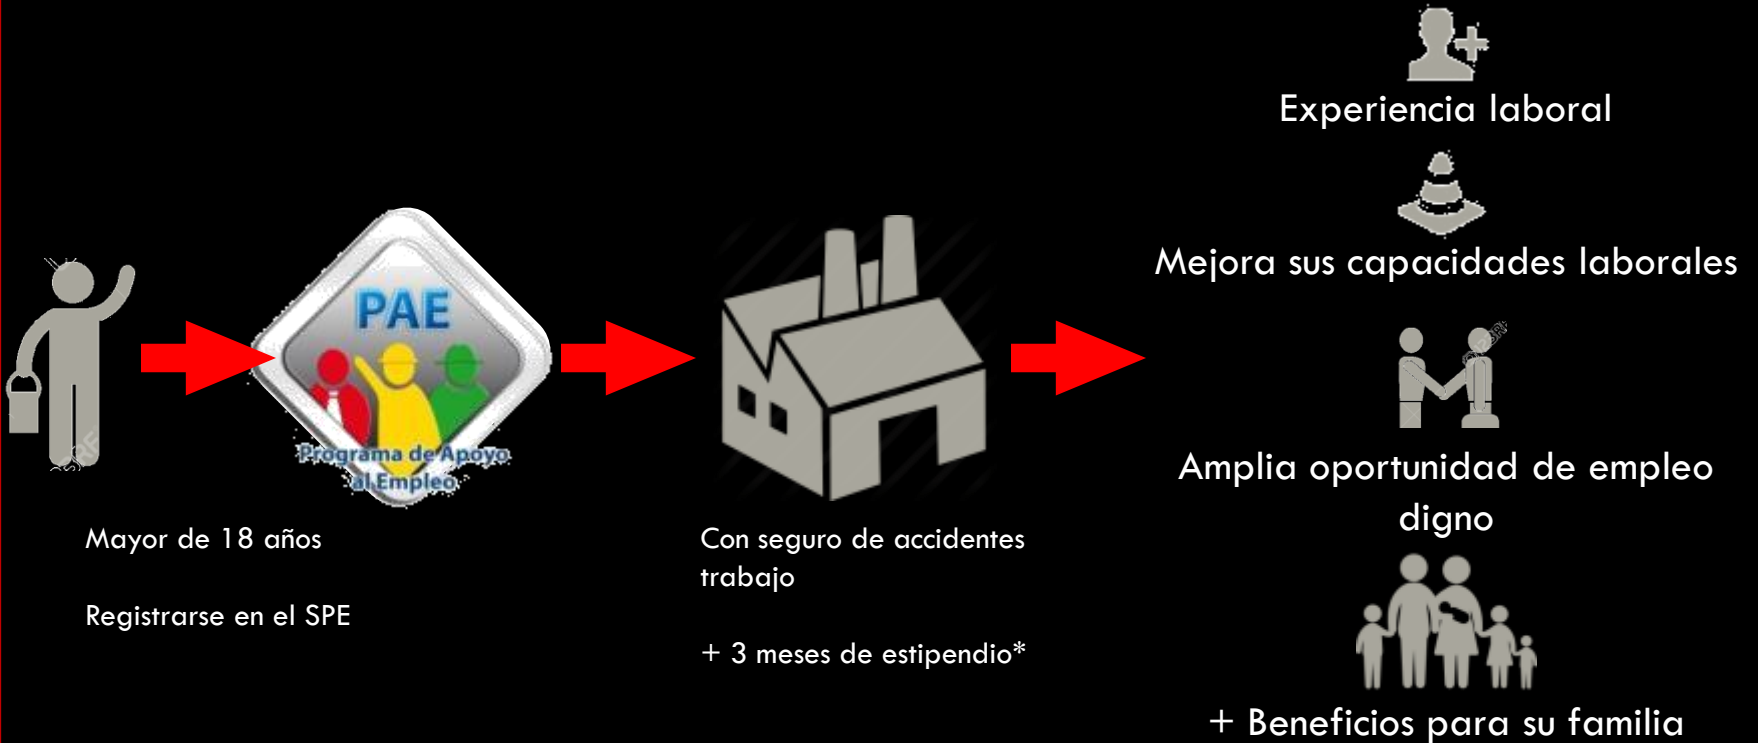 PAE
Programa de Apoyo
al Empleo
Mayor de 18 años
Registrarse en el SPE
Con seguro de accidentes
trabajo
+ 3 meses de estipendio*
Experiencia laboral
Mejora sus capacidades laborales
Amplia oportunidad de empleo
digno
+ Beneficios para su familia